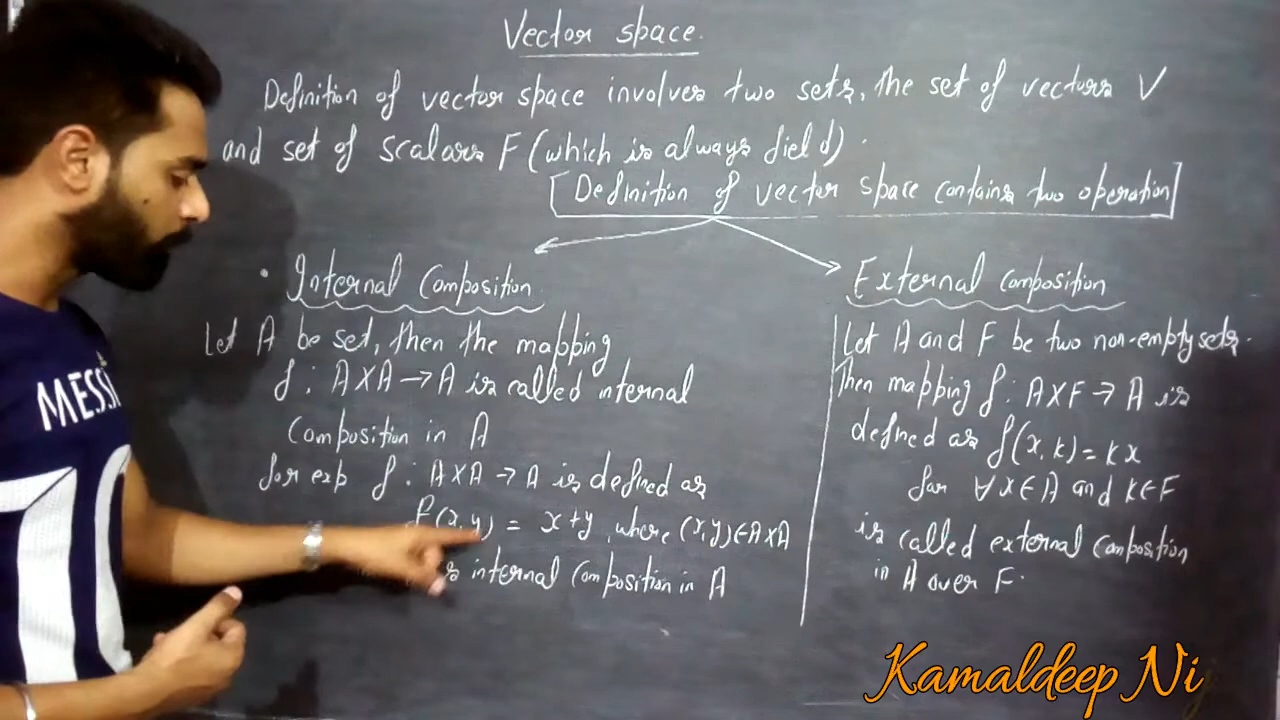 Vector space.
Definition of vector space involves two sets, the set of vectors V
and set of scalars F (which is always field).
[Definition of vector space contains two operation]
• Internal Composition
Let A be set, then the mapping
f : A X A → A is called internal
Composition in A
for exp f : A X A → A is defined as
f(x, y) = x + y , where (x, y) ∈ A X A
is internal Composition in A
External composition
Let A and F be two non-empty sets.
Then mapping f : A X F → A is
defined as f(x, k) = kx
for ∀ x ∈ A and k ∈ F
is called external composition
in A over F.
MESSI
10
Kamaldeep Ni